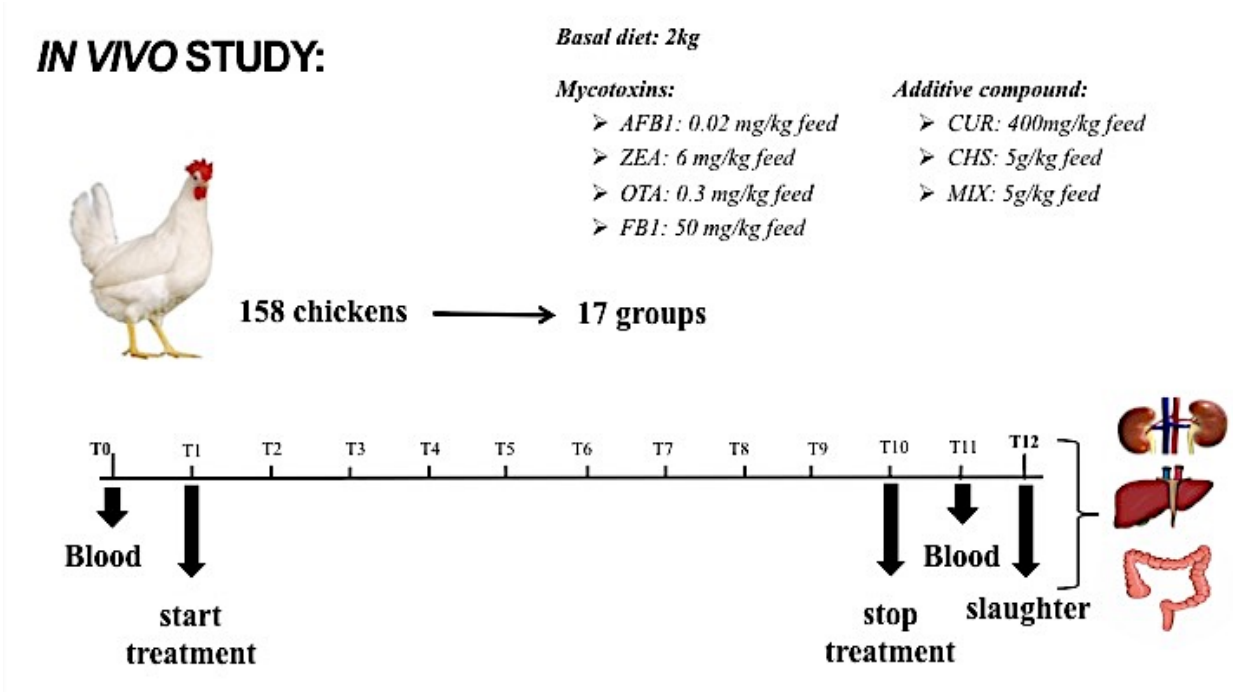 IN VIVO STUDY:
Basal diet: 2kg
Mycotoxins:
➢ AFB1: 0.02 mg/kg feed
➢ ZEA: 6 mg/kg feed
➢ OTA: 0.3 mg/kg feed
➢ FB1: 50 mg/kg feed
Additive compound:
➢ CUR: 400mg/kg feed
➢ CHS: 5g/kg feed
➢ MIX: 5g/kg feed
158 chickens
17 groups
T0 T1 T2 T3 T4 T5 T6 T7 T8 T9 T10 T11 T12
Blood
start
treatment
stop
treatment
Blood
slaughter